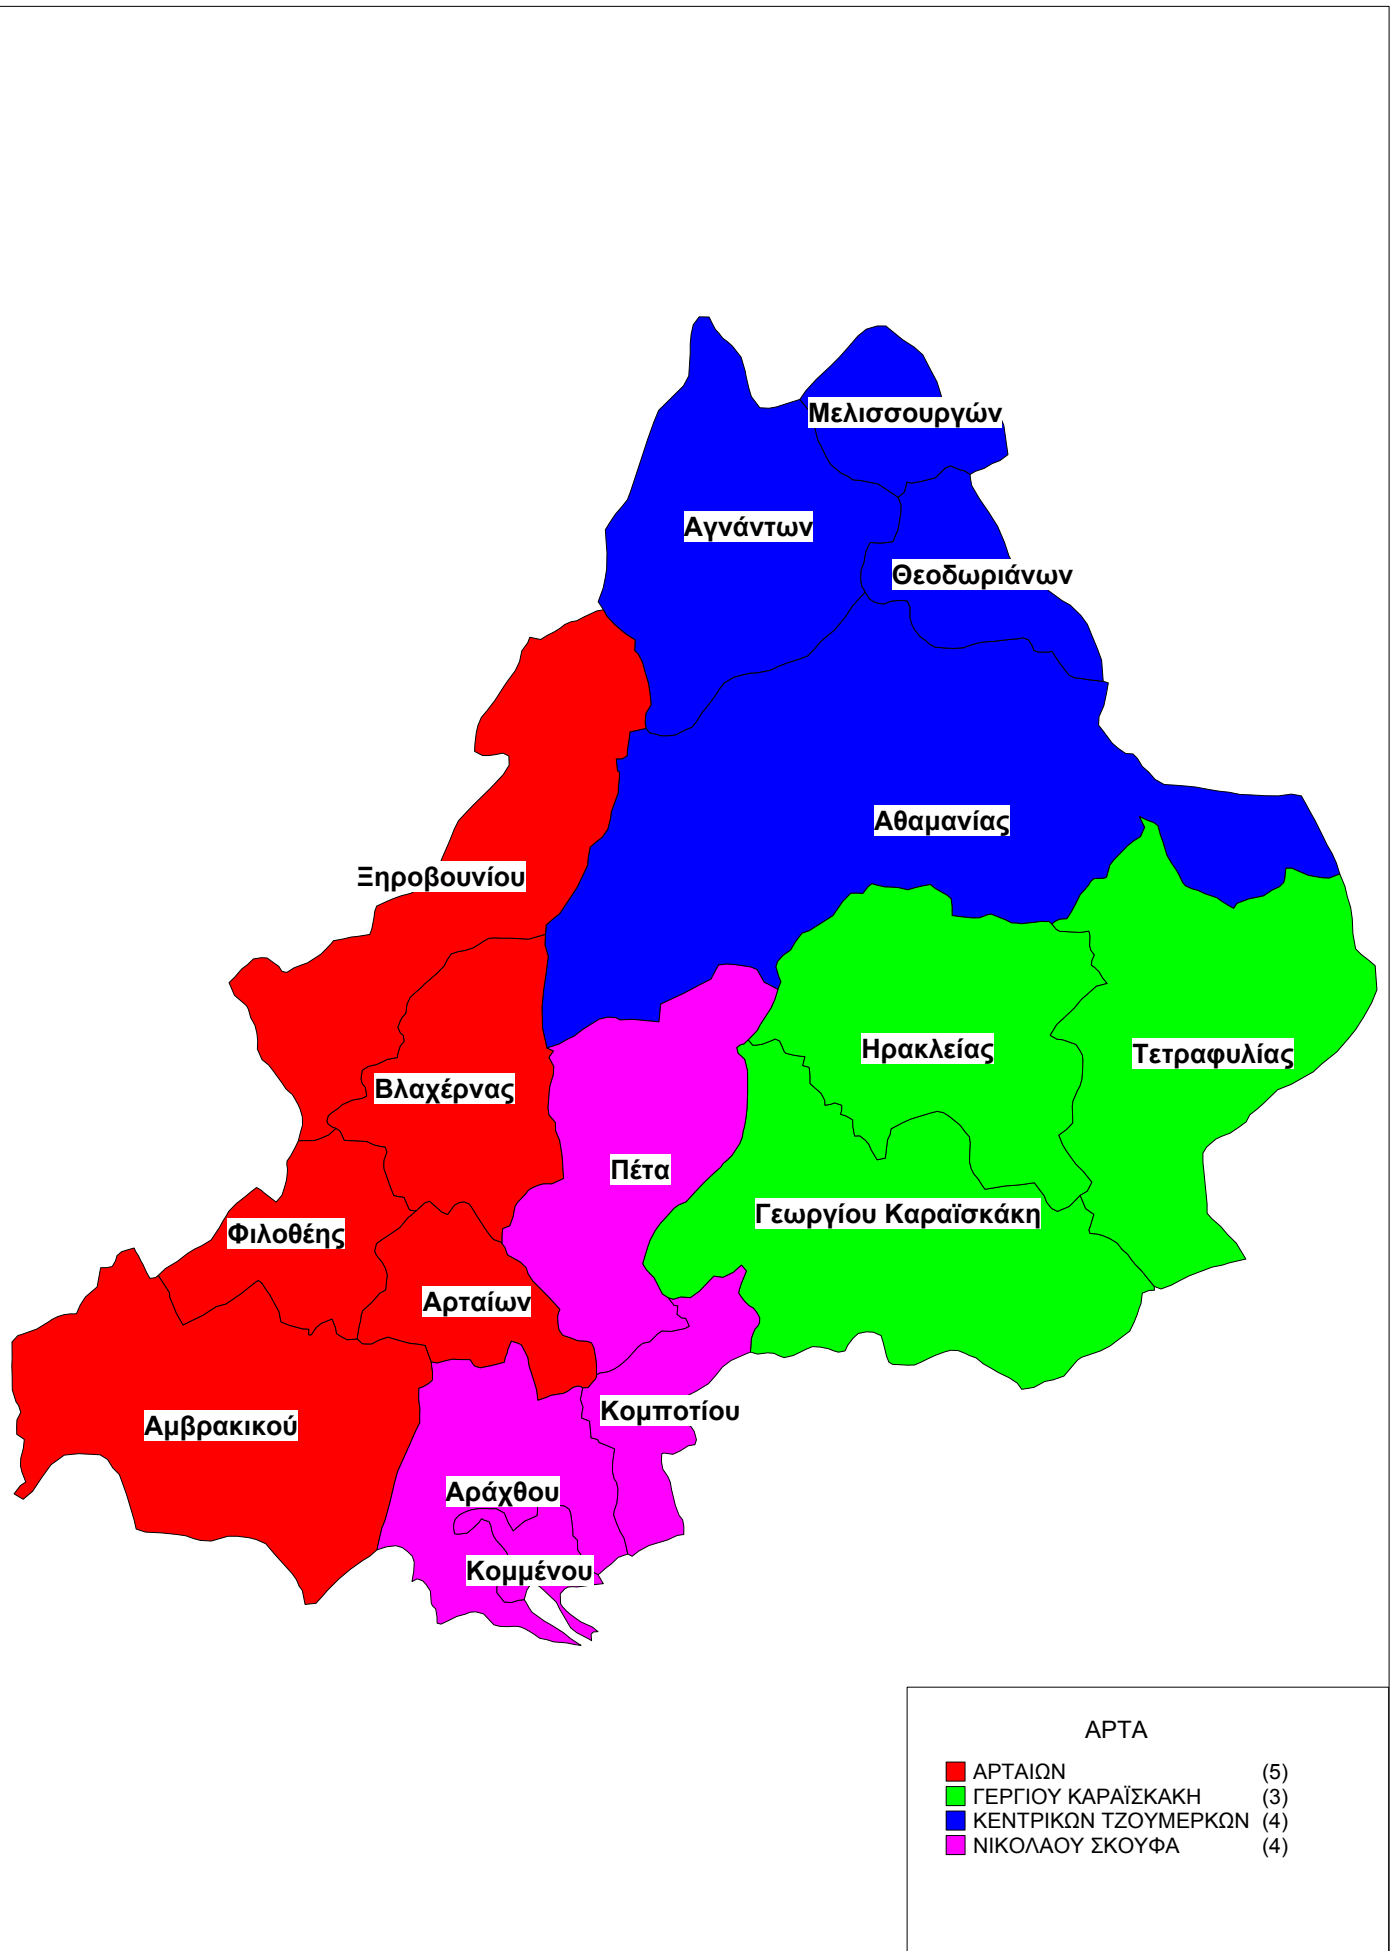 Μελισσουργών
Αγνάντων
Θεοδωριάνων
Αθαμανίας
Ξηροβουνίου
Ηρακλείας
Τετραφυλίας
Βλαχέρνας
Πέτα
Γεωργίου Καραϊσκάκη
Φιλοθέης
Αρταίων
Κομποτίου
Αμβρακικού
Αράχθου
Κομμένου
ΑΡΤΑ
ΑΡΤΑΙΩΝ (5)
ΓΕΡΓΙΟΥ ΚΑΡΑΪΣΚΑΚΗ (3)
ΚΕΝΤΡΙΚΩΝ ΤΖΟΥΜΕΡΚΩΝ (4)
ΝΙΚΟΛΑΟΥ ΣΚΟΥΦΑ (4)